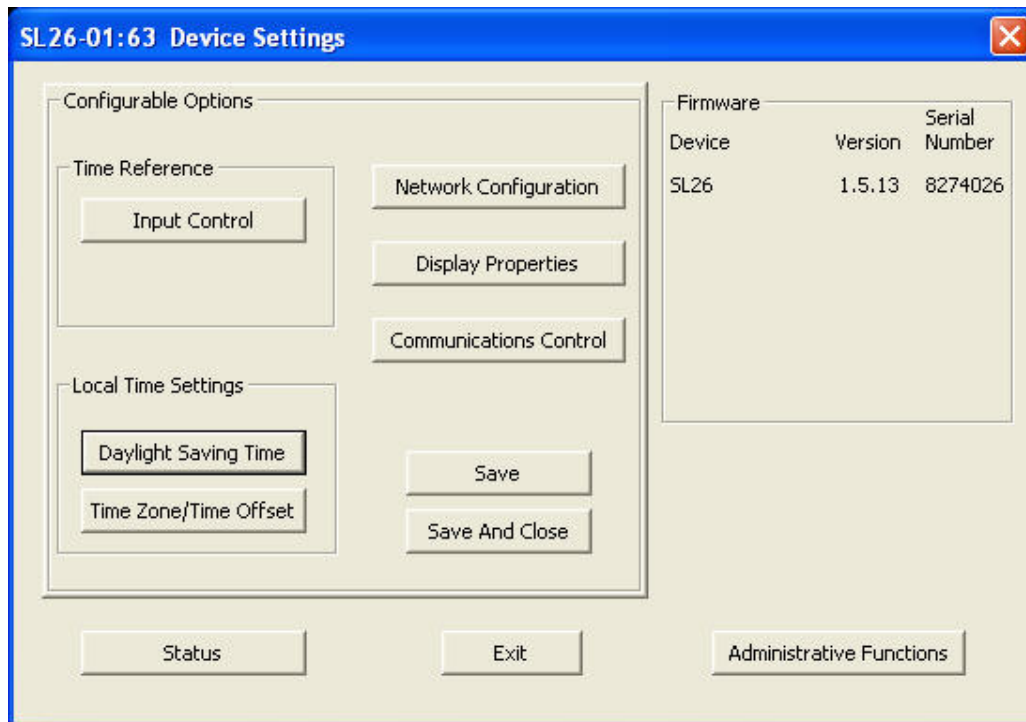 SL26-01:63 Device Settings
Configurable Options
Time Reference
Input Control
Local Time Settings
Daylight Saving Time
Time Zone/Time Offset
Network Configuration
Display Properties
Communications Control
Save
Save And Close
Firmware
Device Version Serial Number
SL26 1.5.13 8274026
Status
Exit
Administrative Functions